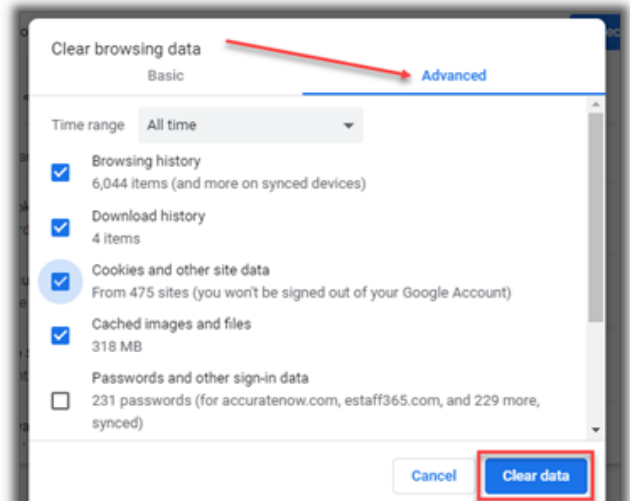 Clear browsing data
Basic
Advanced
Time range All time
Browsing history
6,044 items (and more on synced devices)
Download history
4 items
Cookies and other site data
From 475 sites (you won't be signed out of your Google Account)
Cached images and files
318 MB
Passwords and other sign-in data
231 passwords (for accuratenow.com, estaff365.com, and 229 more,
synced)
Cancel
Clear data